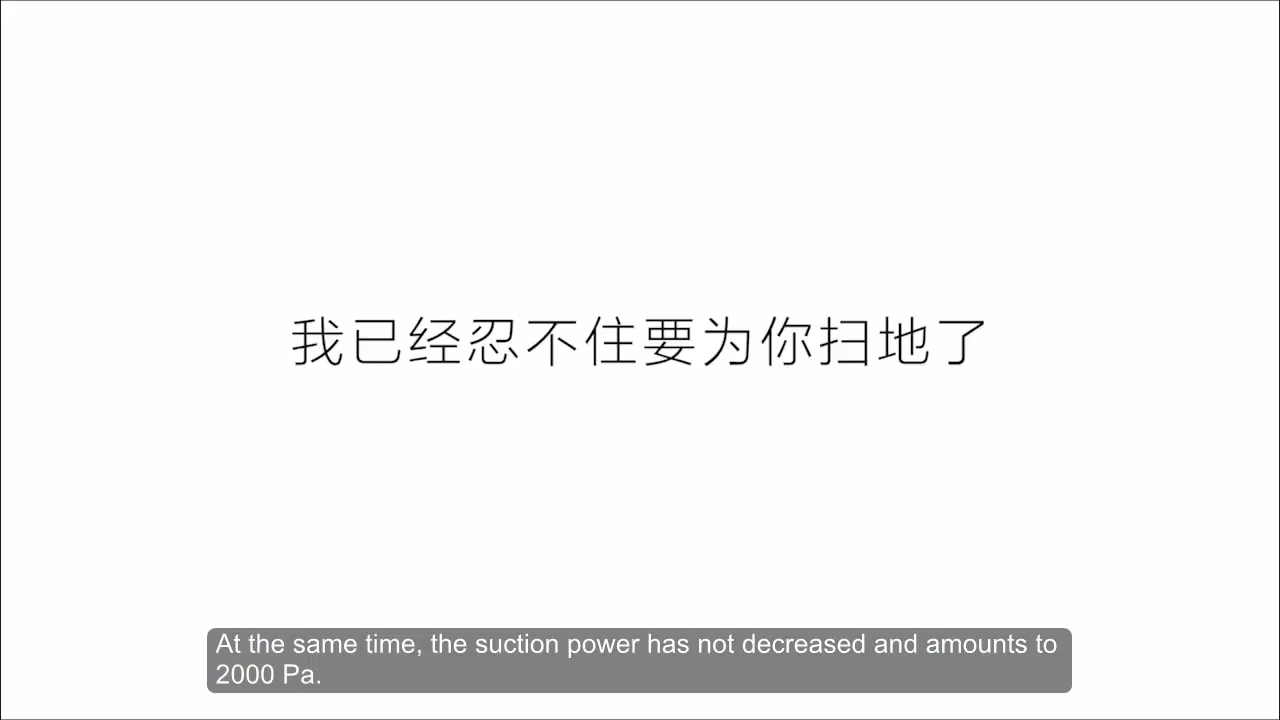 我已经忍不住要为你扫地了
At the same time, the suction power has not decreased and amounts to
2000 Pa.